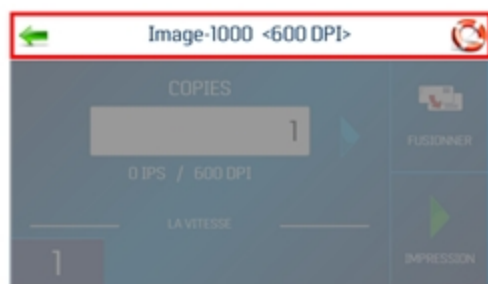 Image-1000 <600 DPI>
COPIES
1
FUSIONNER
0 IPS / 600 DPI
LA VITESSE
1
IMPRESSION